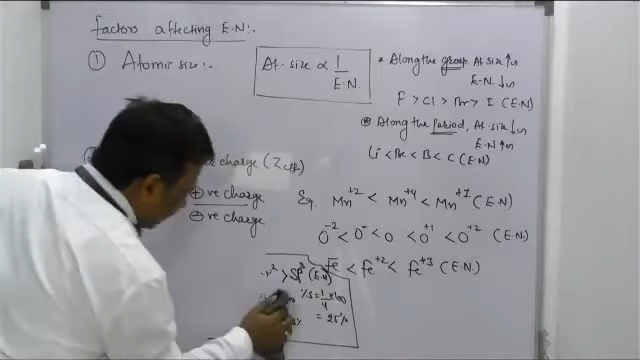 factors affecting E.N:-
① Atomic size:-
At. size ∝ 1/E.N.
* Along the group, At size ↑es
E.N. ↓es
F > Cl > Br > I (E.N)
* Along the period, At size ↓es
E.N ↑es
Li < Be < B < C (E.N)
ve charge (Zeff)
⊕ ve charge
⊖ ve charge
Eg. Mn+2 < Mn+4 < Mn+7 (E.N)
O-2 < O- < O < O+1 < O+2 (E.N)
Fe < Fe+2 < Fe+3 (E.N.)
> SP3 (E.N)
%S = 1/4 x 100
= 25%